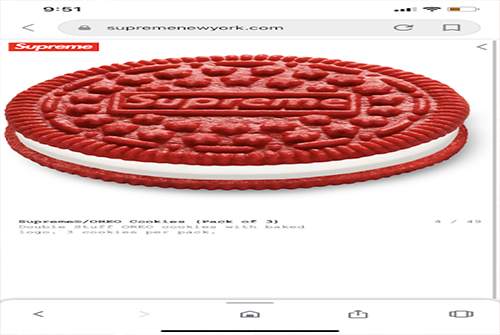 9:51
supremenewyork.com
Supreme
Supreme
Supreme®/OREO Cookies (Pack of 3)
4 / 49
Double Stuff OREO cookies with baked
logo. 3 cookies per pack.